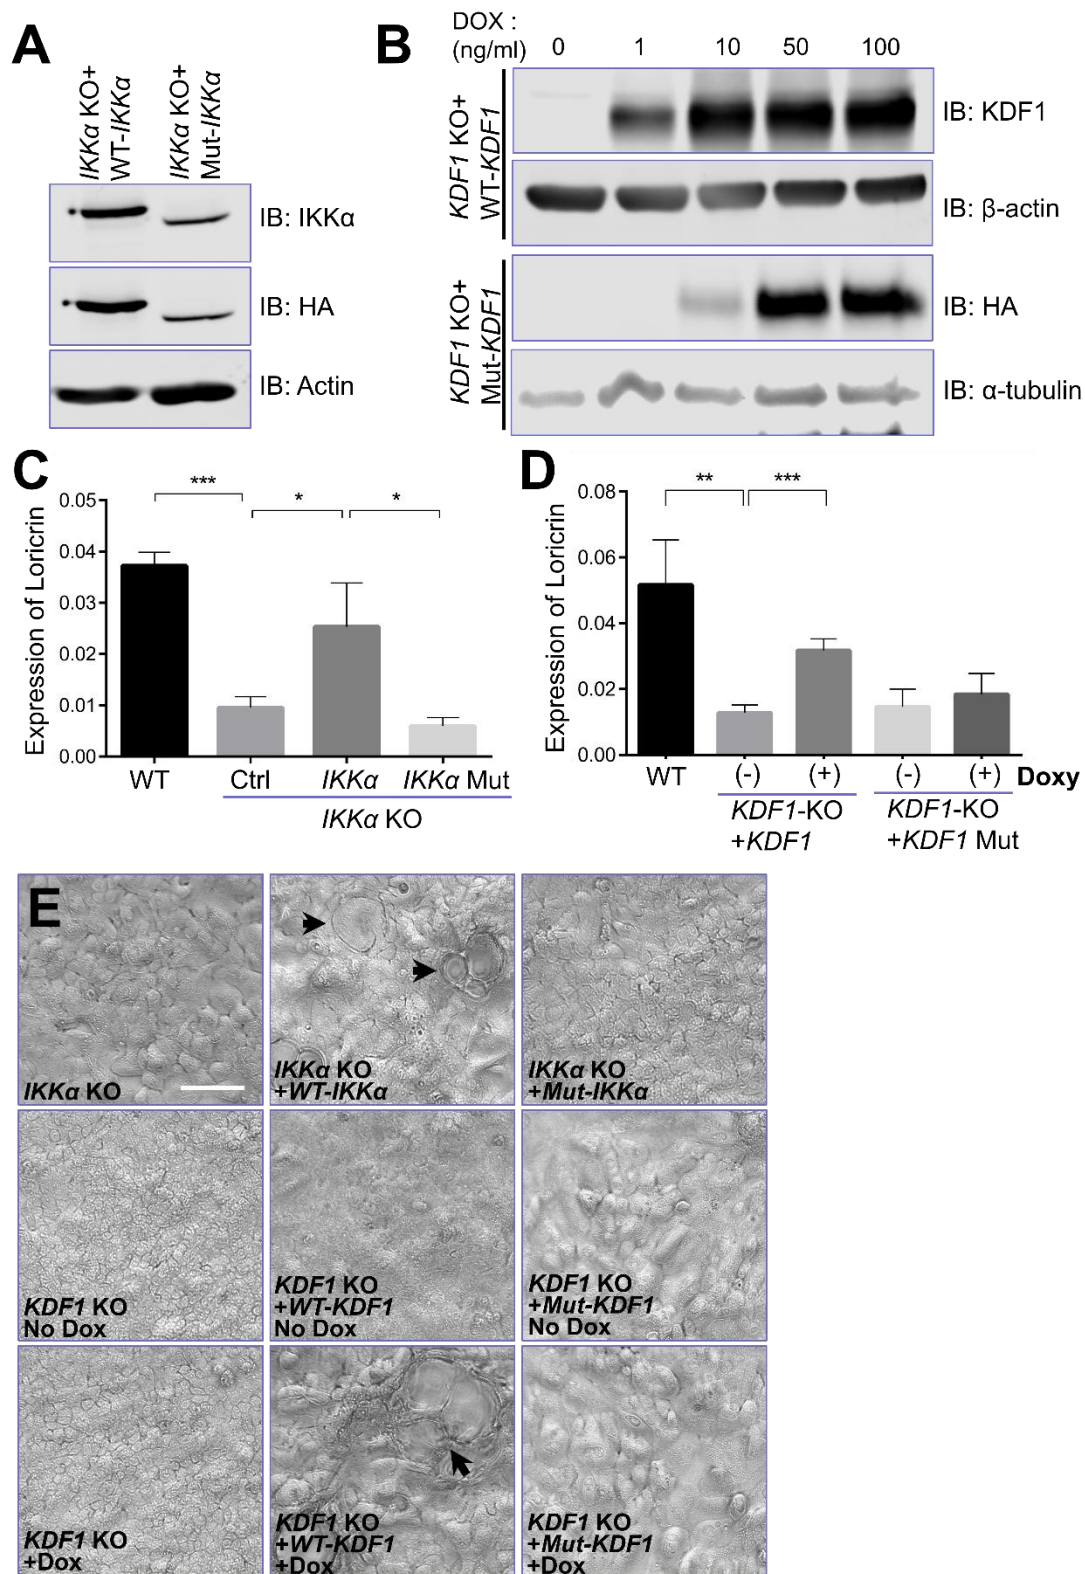 A
IKKα KO+
WT-IKKα
IKKα KO+
Mut-IKKα
IB: IKKα
IB: HA
IB: Actin
B
DOX :
(ng/ml)
0 1 10 50 100
KDF1 KO+
WT-KDF1
IB: KDF1
IB: β-actin
KDF1 KO+
Mut-KDF1
IB: HA
IB: α-tubulin
C
Expression of Loricrin
0.05
0.04
0.03
0.02
0.01
0.00
*** * *
WT Ctrl IKKα IKKα Mut
IKKα KO
D
Expression of Loricrin
0.08
0.06
0.04
0.02
0.00
** ***
WT (-) (+) (-) (+) Doxy
KDF1-KO
+KDF1
KDF1-KO
+KDF1 Mut
E
IKKα KO
IKKα KO
+WT-IKKα
IKKα KO
+Mut-IKKα
KDF1 KO
No Dox
KDF1 KO
+WT-KDF1
No Dox
KDF1 KO
+Mut-KDF1
No Dox
KDF1 KO
+Dox
KDF1 KO
+WT-KDF1
+Dox
KDF1 KO
+Mut-KDF1
+Dox